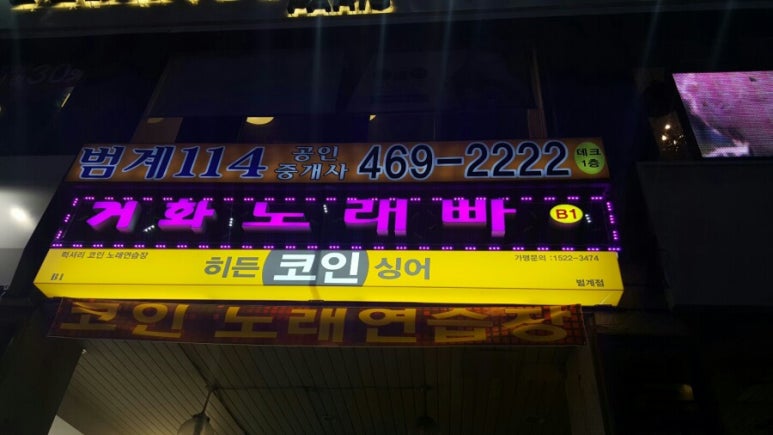 PARIS
범계114 공인중개사 469-2222 데크 1층
거화노래빠 B1
럭셔리 코인 노래연습장
B1
히든 코인 싱어
가맹문의 :1522-3474
범계점
코인 노래연습장